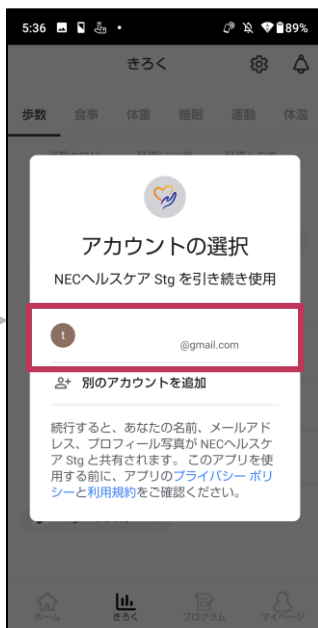 5:36 89%
きろく
歩数 食事 体重 睡眠 運動 体温
アカウントの選択
NECヘルスケア Stg を引き続き使用
t
@gmail.com
別のアカウントを追加
続行すると、あなたの名前、メールアド
レス、プロフィール写真が NECヘルスケ
ア Stg と共有されます。 このアプリを使
用する前に、アプリのプライバシー ポリ
シーと利用規約をご確認ください。
ホーム きろく プログラム マイページ